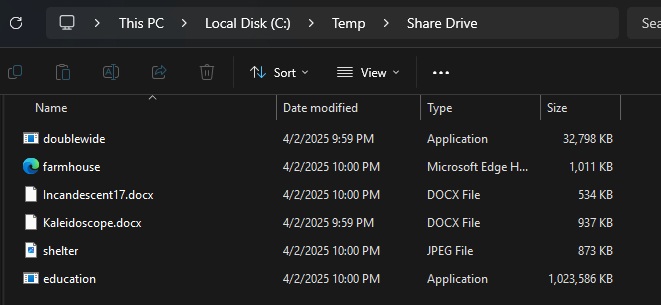 This PC > Local Disk (C:) > Temp > Share Drive
Sort View
Name Date modified Type Size
doublewide 4/2/2025 9:59 PM Application 32,798 KB
farmhouse 4/2/2025 10:00 PM Microsoft Edge H... 1,011 KB
Incandescent17.docx 4/2/2025 10:00 PM DOCX File 534 KB
Kaleidoscope.docx 4/2/2025 9:59 PM DOCX File 937 KB
shelter 4/2/2025 10:00 PM JPEG File 873 KB
education 4/2/2025 10:00 PM Application 1,023,586 KB